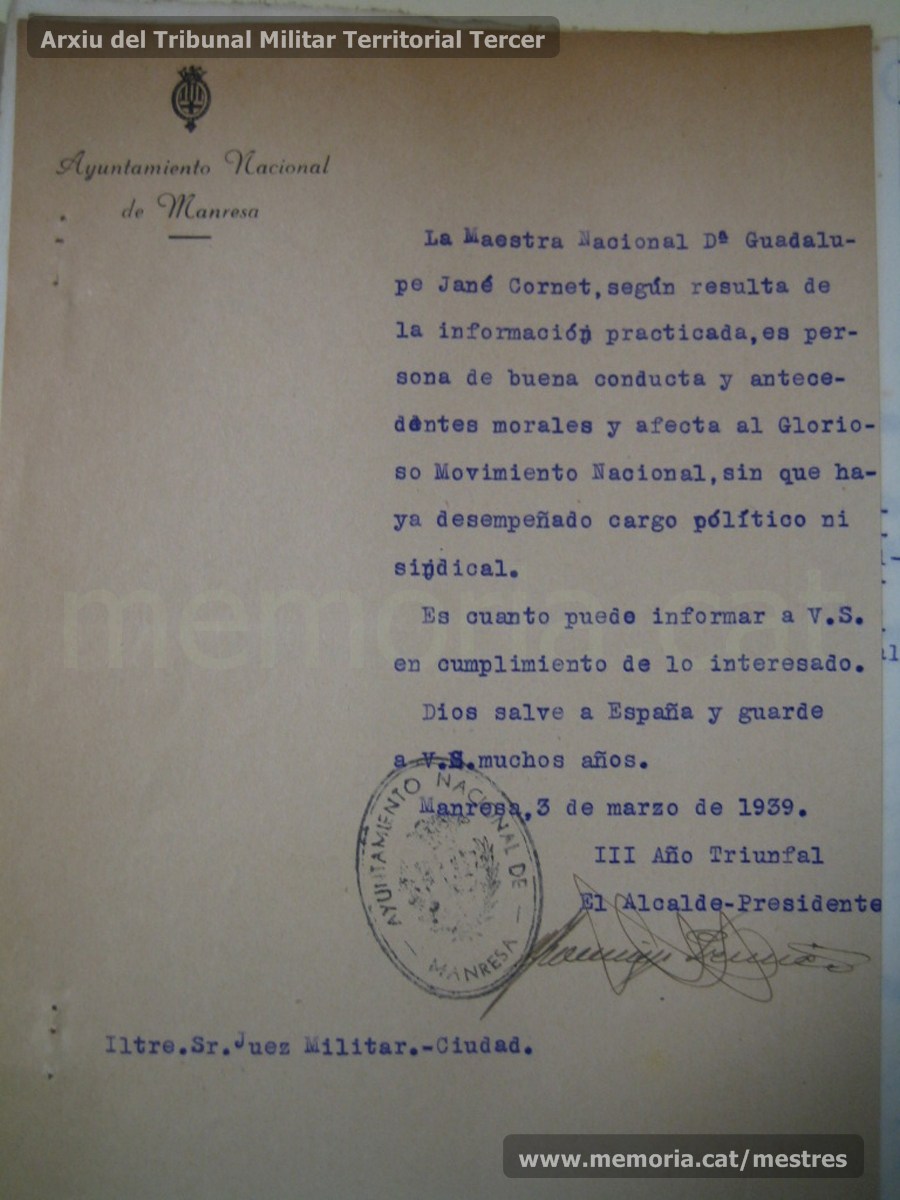 Arxiu del Tribunal Militar Territorial Tercer
Ayuntamiento Nacional
de Manresa
La Maestra Nacional Dª Guadalu-
pe Jané Cornet, según resulta de
la información practicada, es per-
sona de buena conducta y antece-
dentes morales y afecta al Glorio-
so Movimiento Nacional, sin que ha-
ya desempeñado cargo pólítico ni
sindical.
Es cuanto puede informar a V.S.
en cumplimiento de lo interesado.
Dios salve a España y guarde
a V.S. muchos años.
Manresa, 3 de marzo de 1939.
III Año Triunfal
El Alcalde-Presidente
AYUNTAMIENTO NACIONAL DE
MANRESA
Iltre. Sr. Juez Militar.-Ciudad.
memoria.cat
www.memoria.cat/mestres